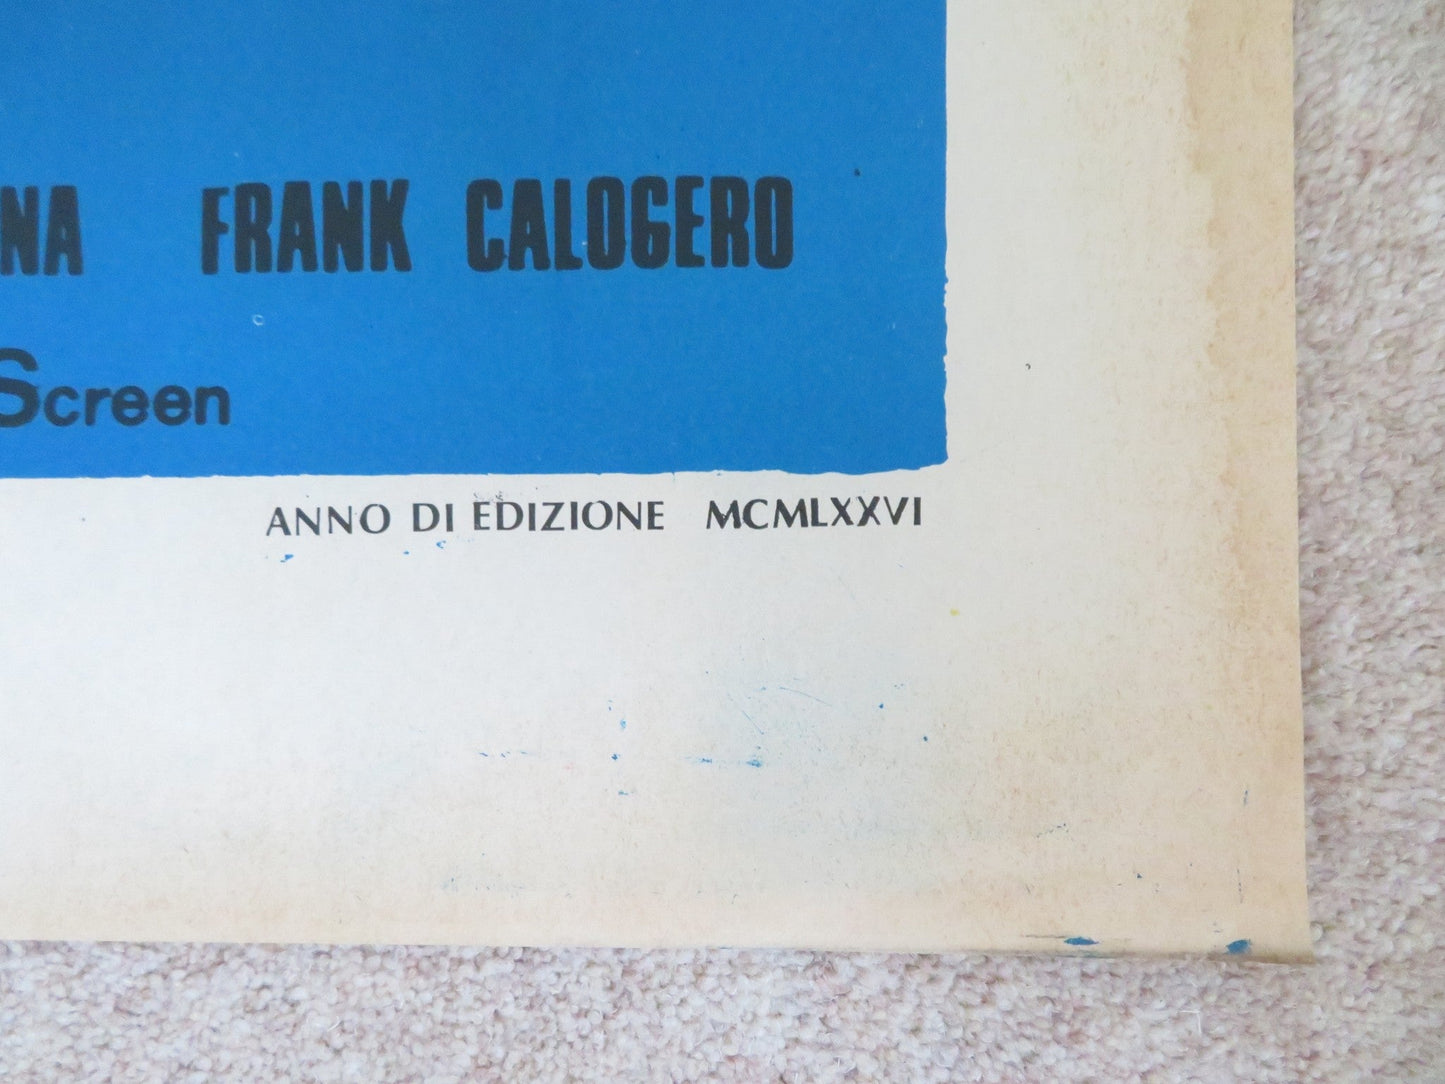 NA FRANK CALOGERO
Screen
ANNO DI EDIZIONE MCMLXXVI